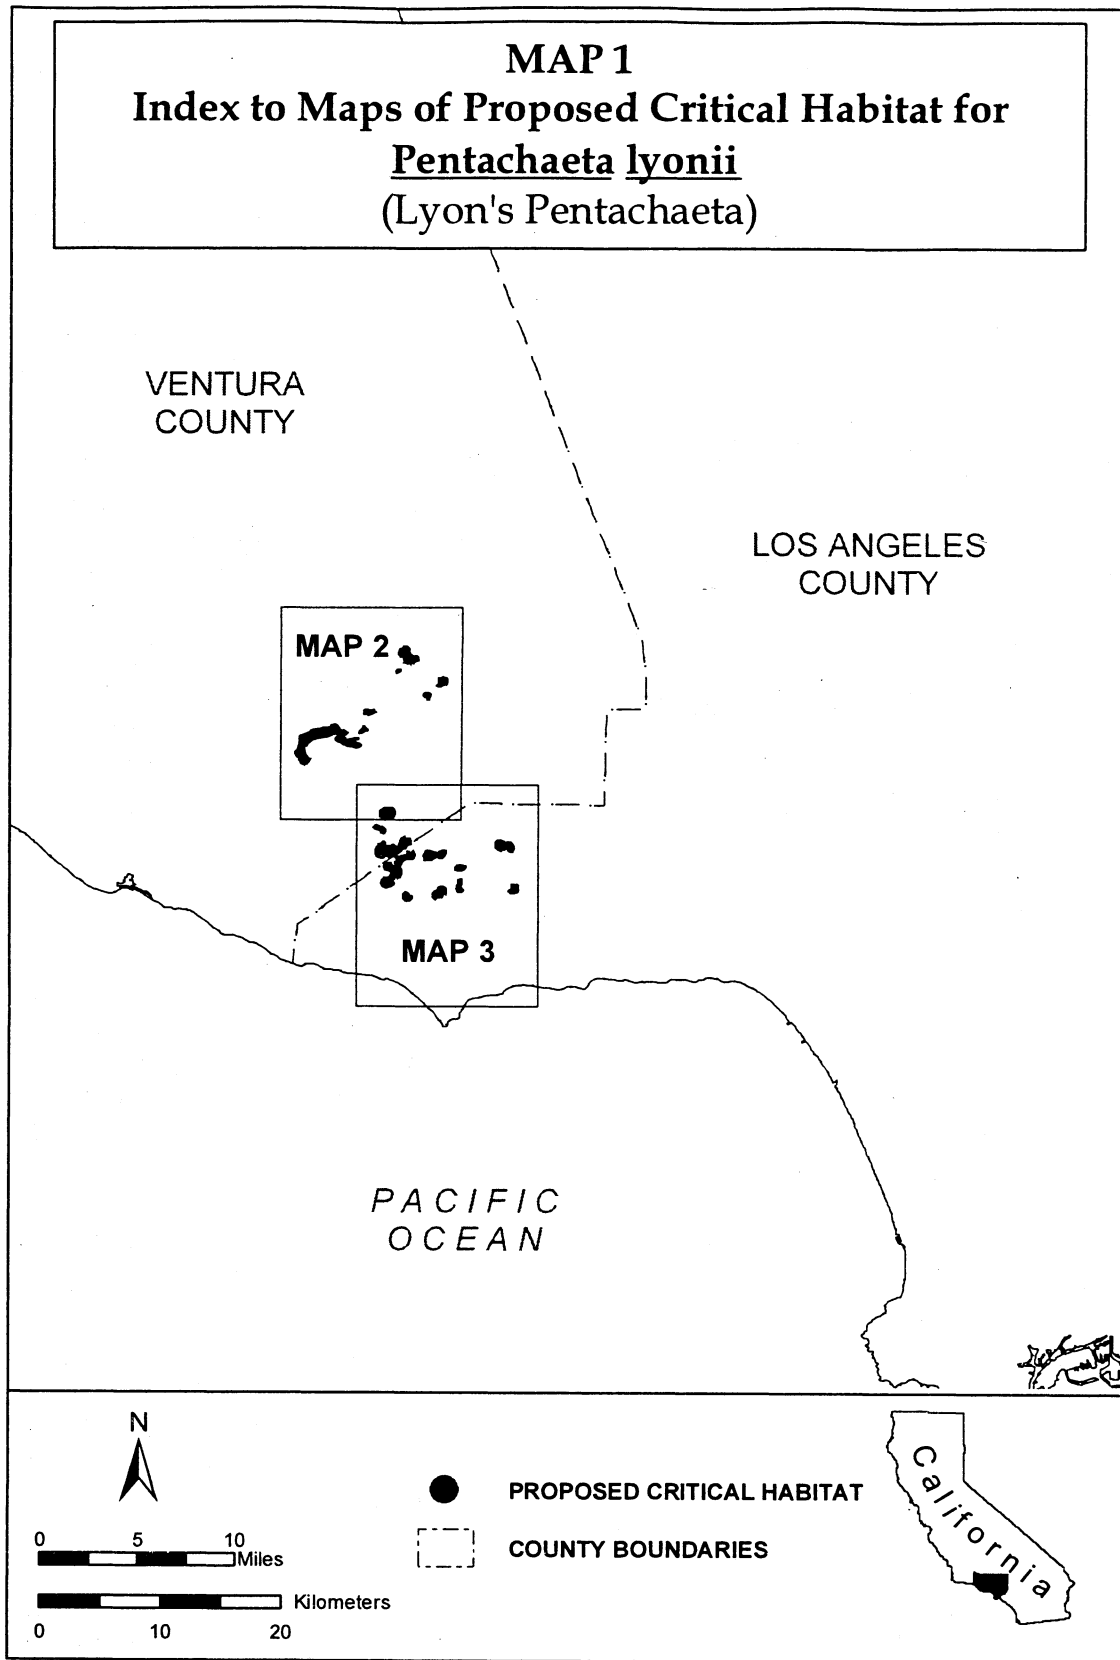 MAP 1
Index to Maps of Proposed Critical Habitat for
Pentachaeta lyonii
(Lyon's Pentachaeta)
VENTURA
COUNTY
LOS ANGELES
COUNTY
MAP 2
MAP 3
PACIFIC
OCEAN
N
0 5 10
Miles
Kilometers
0 10 20
PROPOSED CRITICAL HABITAT
COUNTY BOUNDARIES
California